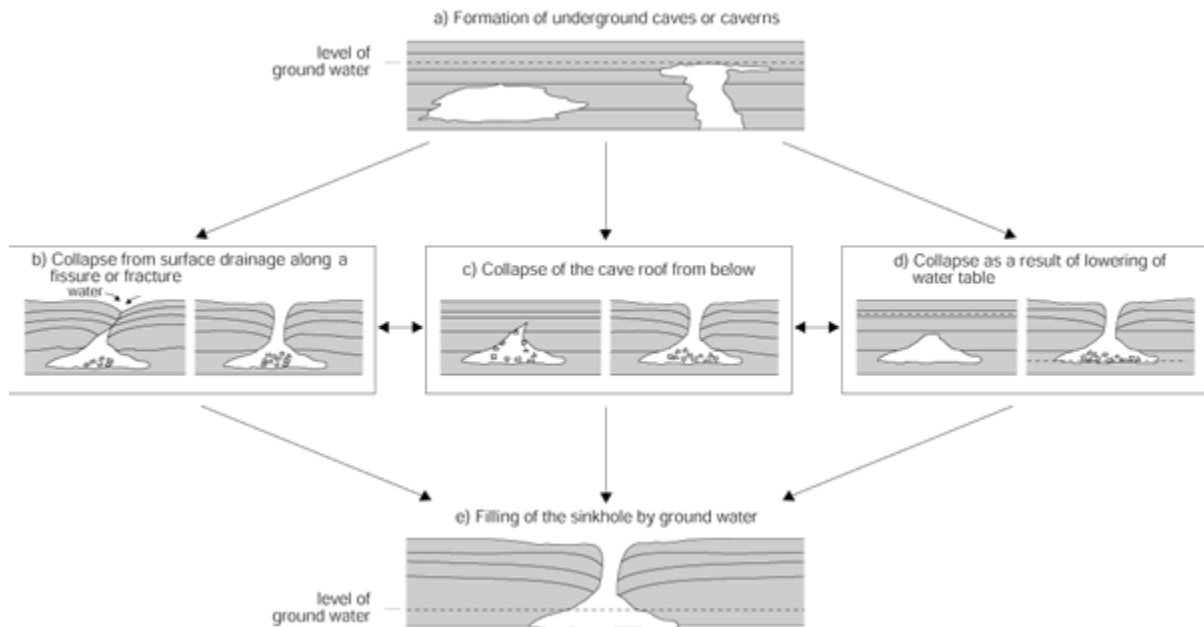 a) Formation of underground caves or caverns
level of
ground water
b) Collapse from surface drainage along a
fissure or fracture
water
c) Collapse of the cave roof from below
d) Collapse as a result of lowering of
water table
e) Filling of the sinkhole by ground water
level of
ground water